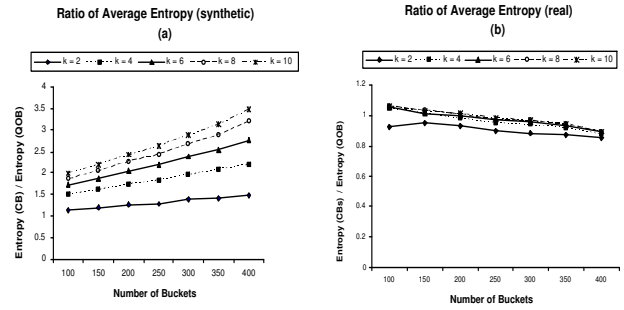 Ratio of Average Entropy (synthetic)
(a)
k = 2 k = 4 k = 6 k = 8 k = 10
Entropy (CB) / Entropy (QOB)
4
3.5
3
2.5
2
1.5
1
0.5
0
100 150 200 250 300 350 400
Number of Buckets
Ratio of Average Entropy (real)
(b)
k = 2 k = 4 k = 6 k = 8 k = 10
Entropy (CBs) / Entropy (QOB)
1.2
1
0.8
0.6
0.4
0.2
0
100 150 200 250 300 350 400
Number of Buckets